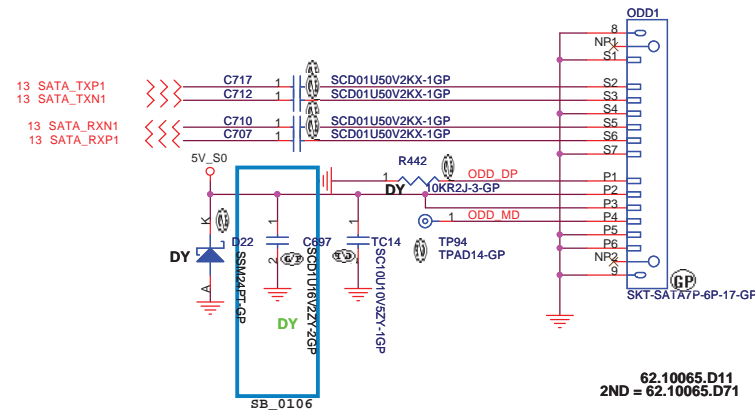 ODD1
8
NP1
S1
13 SATA_TXP1
C717
1
SCD01U50V2KX-1GP
S2
13 SATA_TXN1
C712
1
SCD01U50V2KX-1GP
S3
S4
13 SATA_RXN1
C710
1
SCD01U50V2KX-1GP
S5
13 SATA_RXP1
C707
1
SCD01U50V2KX-1GP
S6
S7
5V_S0
R442
1
ODD_DP
P1
DY
10KR2J-3-GP
P2
P3
1
ODD_MD
P4
TP94
TPAD14-GP
P5
P6
NP2
9
GP
SKT-SATA7P-6P-17-GP
K
D22
DY
A
SSM24PT-GP
1
C697
2
GP
SCD1U16V2ZY-2GP
DY
1
TC14
SC10U10V5ZY-1GP
SB_0106
62.10065.D11
2ND = 62.10065.D71